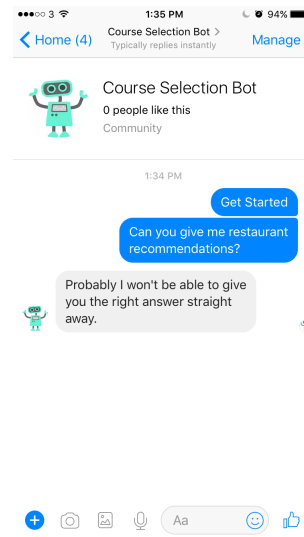 3 1:35 PM 94%
Home (4) Course Selection Bot > Manage
Typically replies instantly
Course Selection Bot
0 people like this
Community
1:34 PM
Get Started
Can you give me restaurant
recommendations?
Probably I won't be able to give
you the right answer straight
away.
Aa